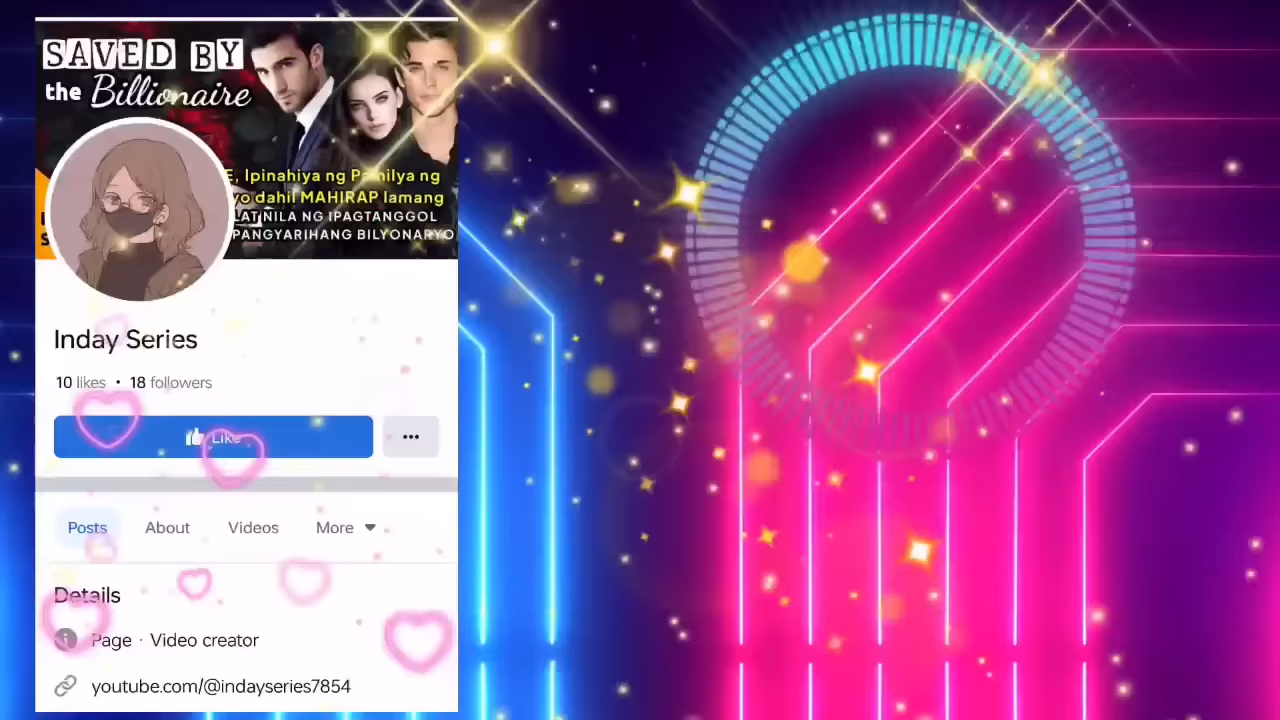 SAVED BY
the Billionaire
E, Ipinahiya ng Pamilya ng
yo dahil MAHIRAP lamang
NILA NG IPAGTANGGOL
PANGYARIHANG BILYONARYO
Inday Series
10 likes • 18 followers
Like
Posts About Videos More
Details
Page · Video creator
youtube.com/@indayseries7854